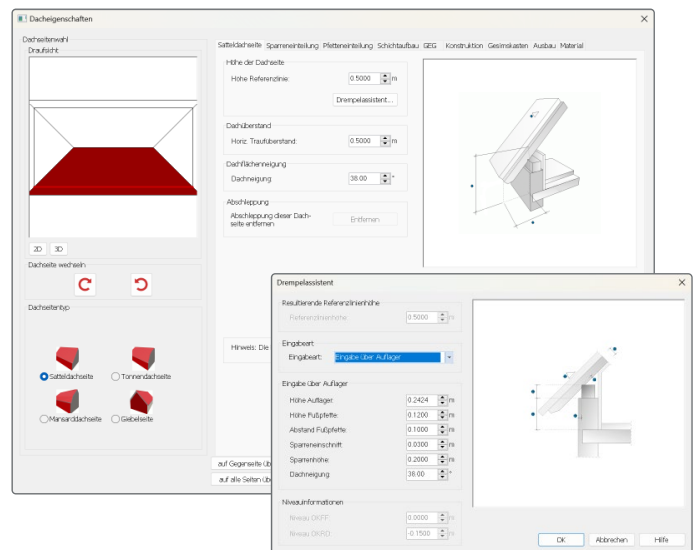 Dacheigenschaften
Dachseitenwahl
Draufsicht
2D 3D
Dachseite wechseln
Dachseitentyp
Satteldachseite Tonnendachseite
Mansarddachseite Giebelseite
Satteldachseite Sparreneinteilung Pfetteneinteilung Schichtaufbau GEG Konstruktion Gesimskasten Ausbau Material
Höhe der Dachseite
Höhe Referenzlinie: 0.5000 m
Drempelassistent...
Dachüberstand
Horiz. Traufüberstand: 0.5000 m
Dachflächenneigung
Dachneigung: 38.00 °
Abschleppung
Abschleppung dieser Dach-
seite entfernen
Entfernen
Hinweis: Die
auf Gegenseite üb
auf alle Seiten übe
Drempelassistent
Resultierende Referenzlinienhöhe
Referenzlinienhöhe: 0.5000 m
Eingabeart
Eingabeart: Eingabe über Auflager
Eingabe über Auflager
Höhe Auflager: 0.2424 m
Höhe Fußpfette: 0.1200 m
Abstand Fußpfette: 0.1000 m
Sparreneinschnitt: 0.0300 m
Sparrenhöhe: 0.2000 m
Dachneigung: 38.00 °
Niveauinformationen
Niveau OKFF: 0.0000 m
Niveau OKRD: -0.1500 m
OK Abbrechen Hilfe